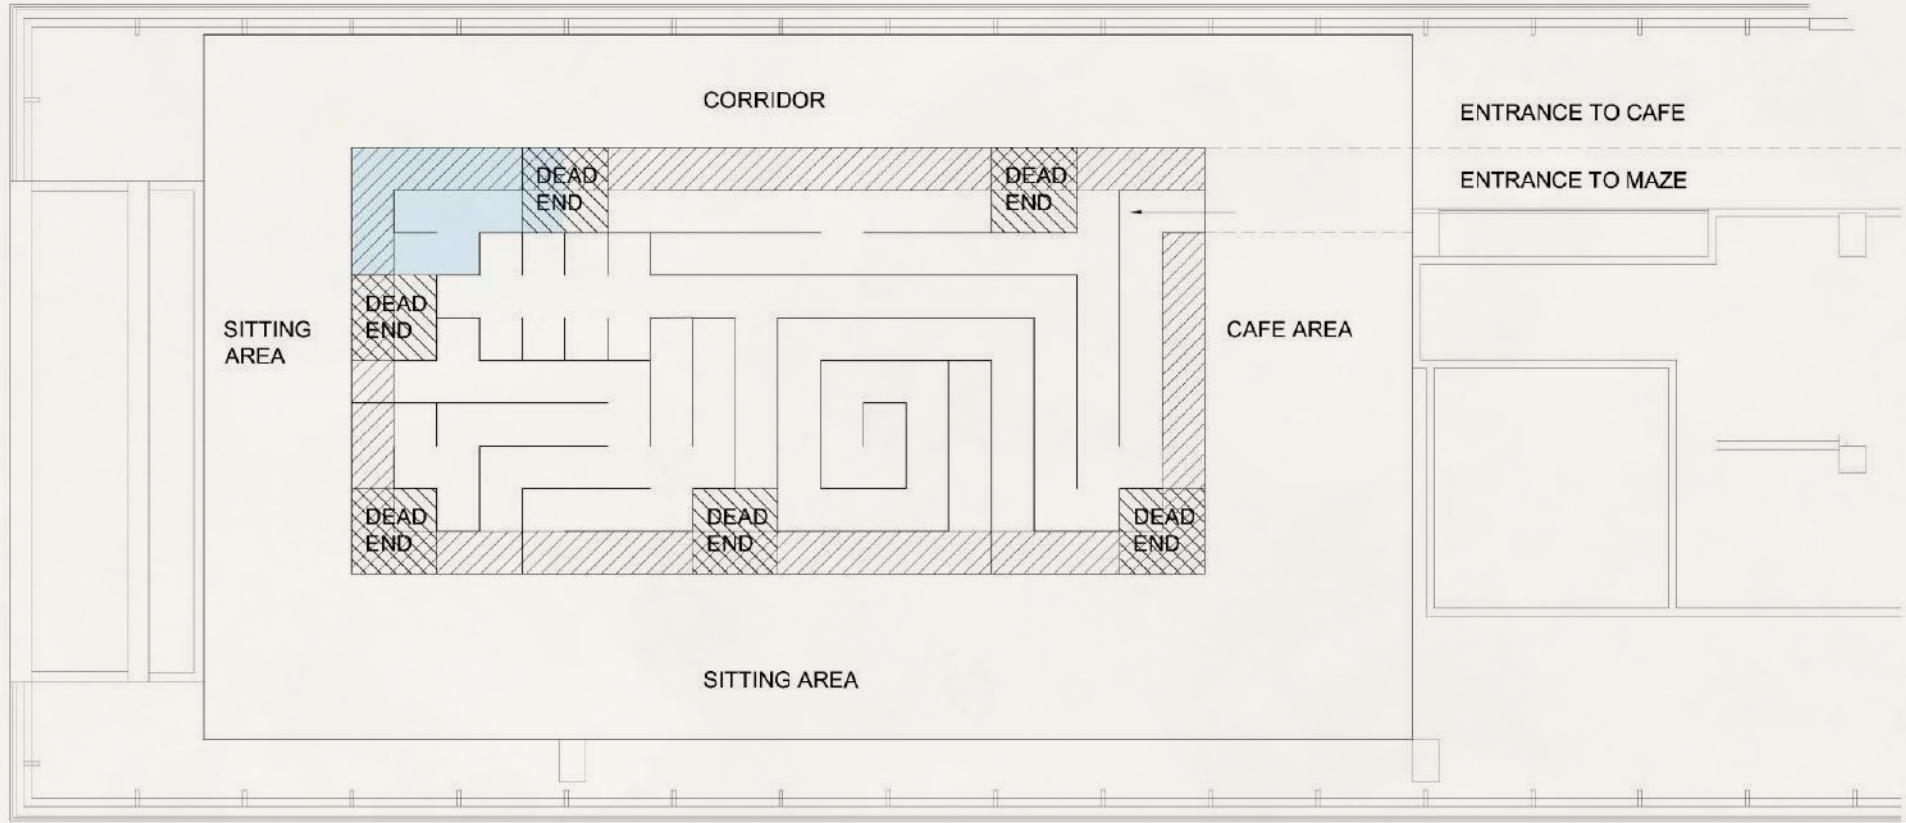 CORRIDOR
ENTRANCE TO CAFE
ENTRANCE TO MAZE
DEAD
END
DEAD
END
DEAD
END
SITTING
AREA
CAFE AREA
DEAD
END
DEAD
END
DEAD
END
SITTING AREA